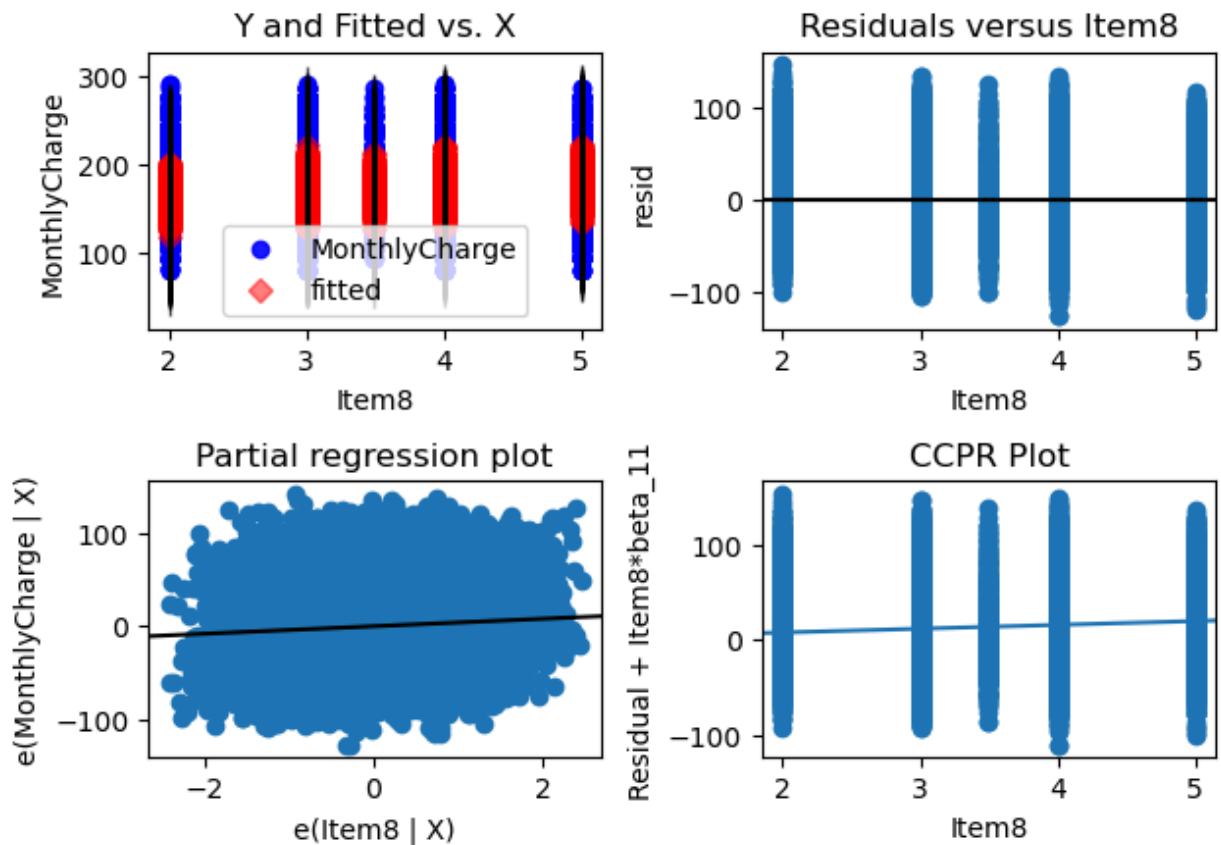 Y and Fitted vs. X
MonthlyCharge
300
200
100
MonthlyCharge
fitted
2
3
4
5
Item8
Residuals versus Item8
resid
100
0
−100
2
3
4
5
Item8
Partial regression plot
e(MonthlyCharge | X)
100
0
−100
−2
0
2
e(Item8 | X)
CCPR Plot
Residual + Item8*beta_11
100
0
−100
2
3
4
5
Item8